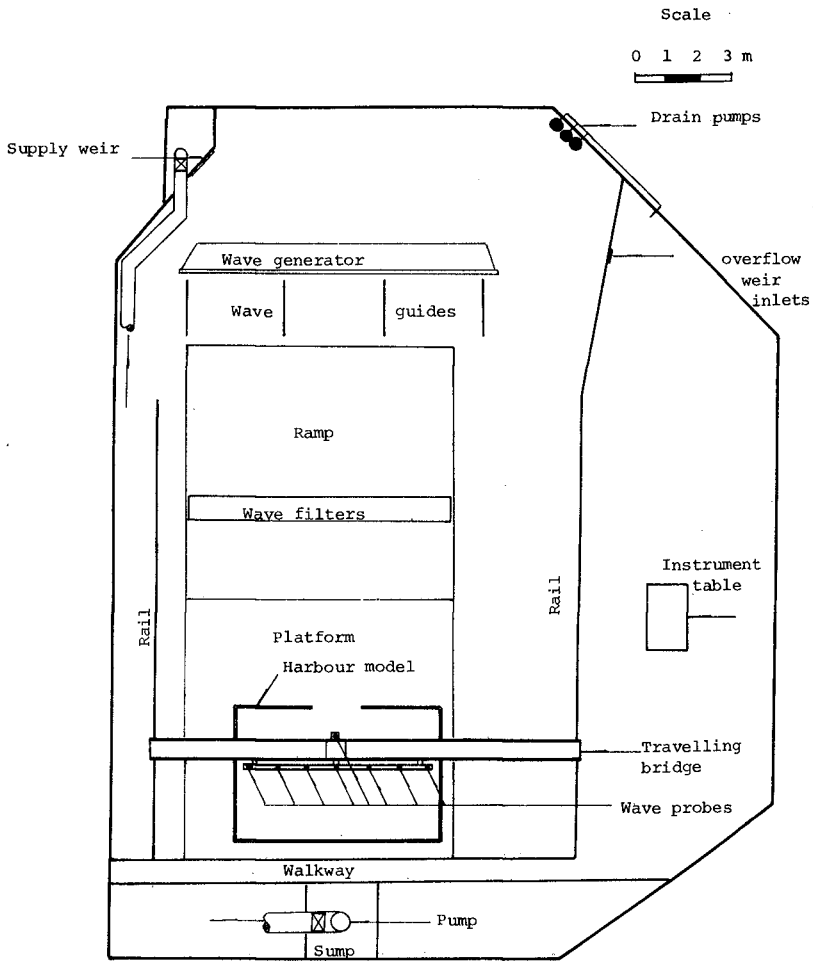 Scale
0 1 2 3 m
Drain pumps
Supply weir
Wave generator
overflow
weir
inlets
Wave guides
Ramp
Wave filters
Instrument
table
Rail
Rail
Platform
Harbour model
Travelling
bridge
Wave probes
Walkway
Pump
Sump